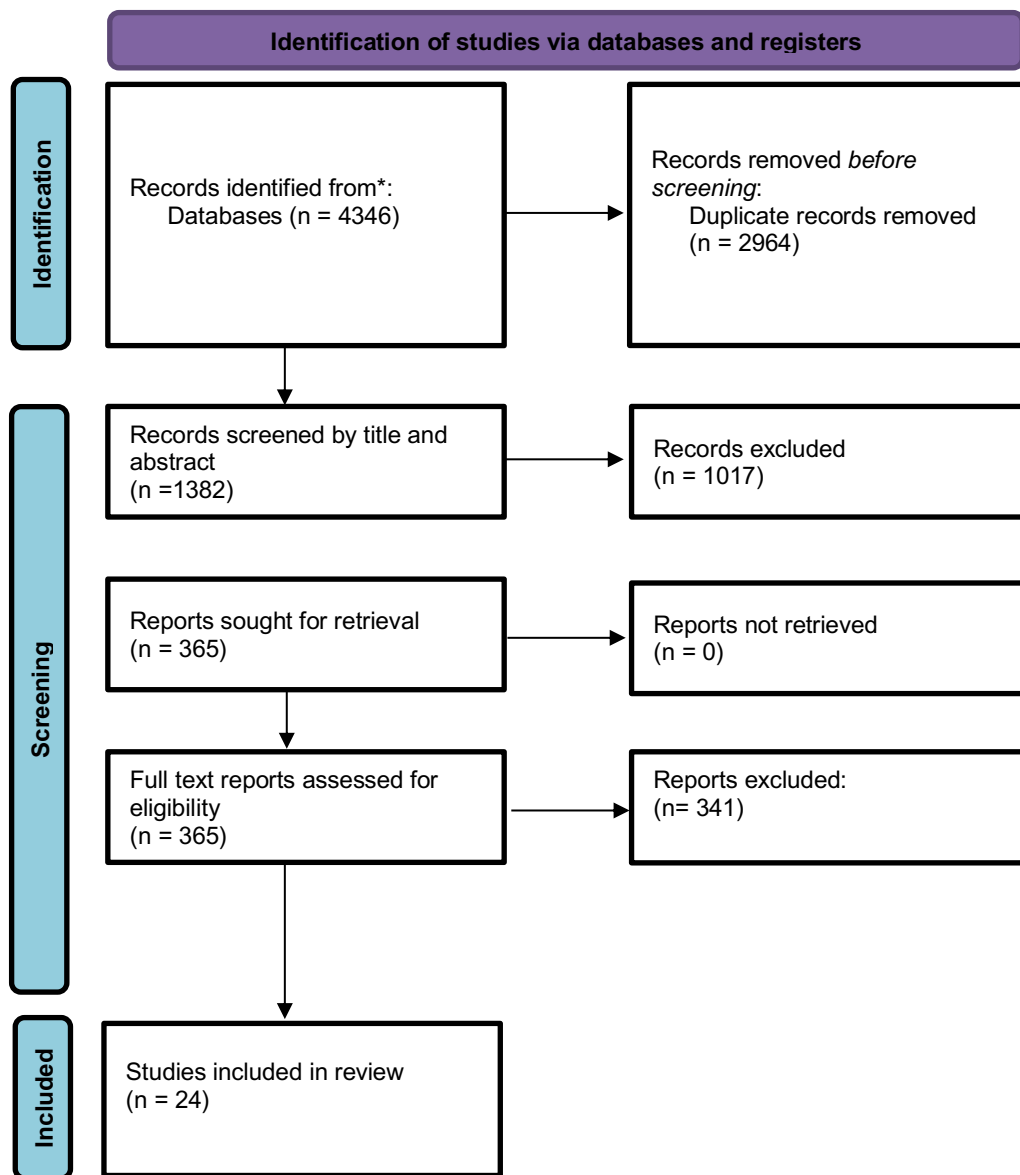 Identification of studies via databases and registers
Identification
Records identified from*:
Databases (n = 4346)
Records removed before
screening:
Duplicate records removed
(n = 2964)
Screening
Records screened by title and
abstract
(n =1382)
Records excluded
(n = 1017)
Reports sought for retrieval
(n = 365)
Reports not retrieved
(n = 0)
Full text reports assessed for
eligibility
(n = 365)
Reports excluded:
(n= 341)
Included
Studies included in review
(n = 24)